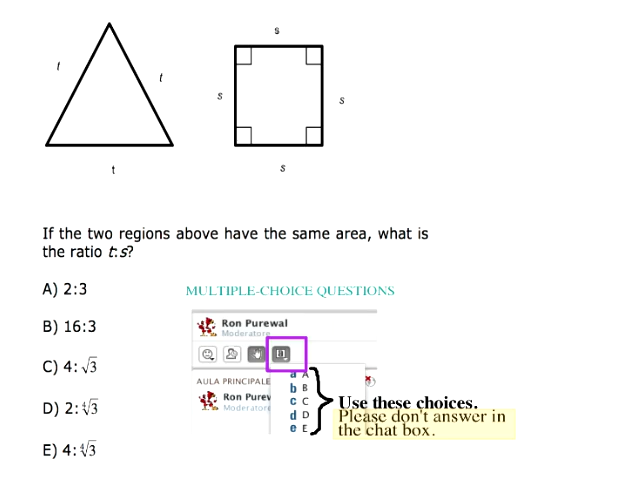 s
t
t
s
s
t
s
If the two regions above have the same area, what is
the ratio t:s?
A) 2:3
MULTIPLE-CHOICE QUESTIONS
B) 16:3
Ron Purewal
Moderatore
C) 4: √3
AULA PRINCIPALE
a A
b B
Ron Purew
c C
Use these choices.
D) 2: ∜3
Moderatore
d D
Please don't answer in
e E
the chat box.
E) 4: ∜3